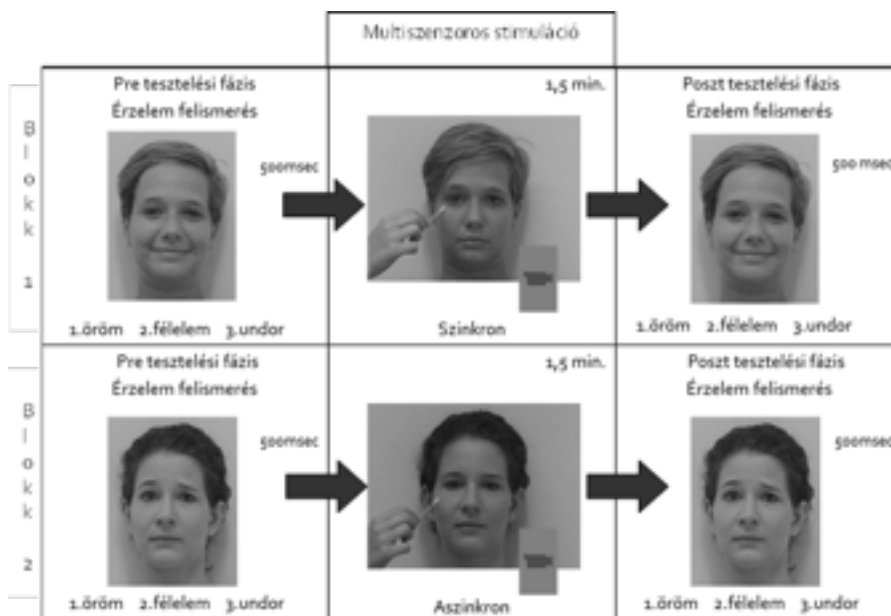 Multiszenzoros stimuláció
Blokk 1
Pre tesztelési fázis
Érzelem felismerés
500msec
1.öröm 2.félelem 3.undor
1,5 min.
Szinkron
Poszt tesztelési fázis
Érzelem felismerés
500 msec
1.öröm 2.félelem 3.undor
Blokk 2
Pre tesztelési fázis
Érzelem felismerés
500msec
1.öröm 2.félelem 3.undor
1,5 min.
Aszinkron
Poszt tesztelési fázis
Érzelem felismerés
500msec
1.öröm 2.félelem 3.undor